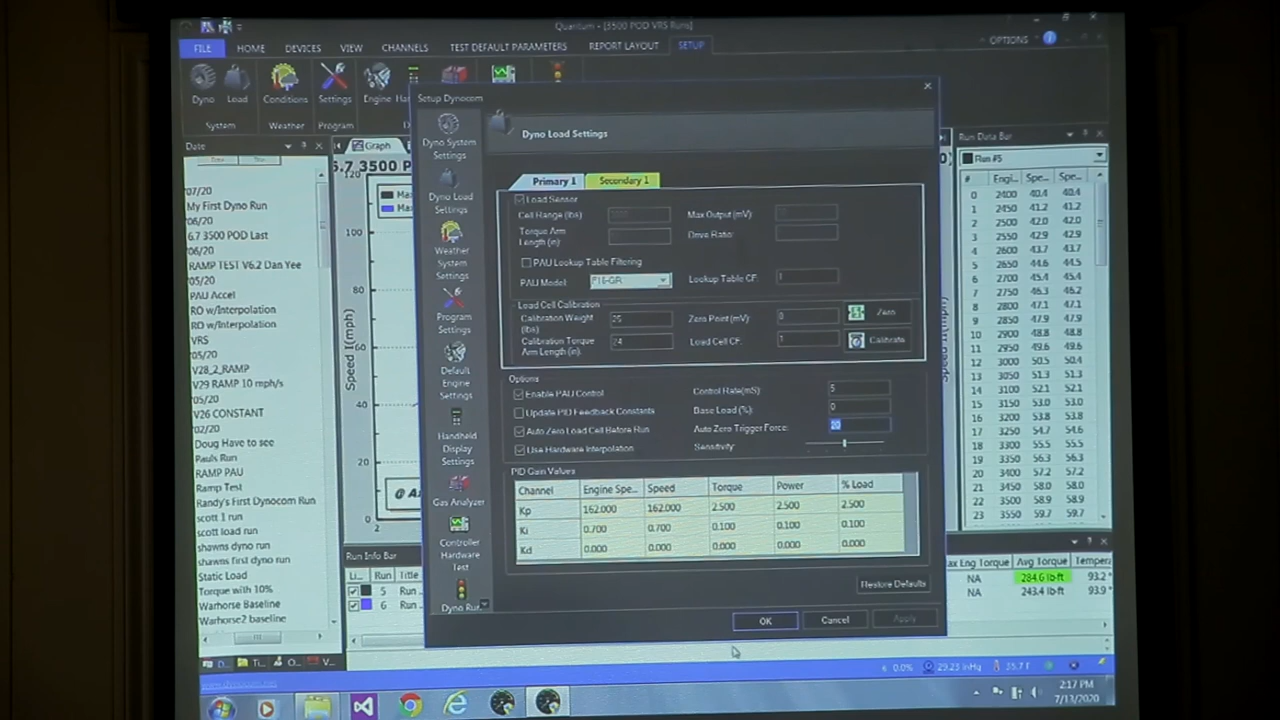 Quantum - [3500 POD VRS Runs]
FILE HOME DEVICES VIEW CHANNELS TEST DEFAULT PARAMETERS REPORT LAYOUT SETUP OPTIONS
Dyno Load Conditions Settings Engine
System Weather Program
Setup Dynocom
Dyno Load Settings
Dyno System Settings
Dyno Load Settings
Weather System Settings
Program Settings
Default Engine Settings
Handheld Display Settings
Gas Analyzer
Controller Hardware Test
Primary 1 Secondary 1
Load Sensor
Cell Range (lbs) Max Output (mV)
Torque Arm Length (in) Drive Ratio
PAU Lookup Table Filtering
PAU Model: F16-GR Lookup Table CF: 1
Load Cell Calibration
Calibration Weight (lbs) 25 Zero Point (mV) 0 Zero
Calibration Torque Arm Length (in): 24 Load Cell CF: 1 Calibrate
Options
Enable PAU Control Control Rate(mS) 5
Update PID Feedback Constants Base Load (%) 0
Auto Zero Load Cell Before Run Auto Zero Trigger Force: 20
Use Hardware Interpolation Sensitivity
PID Gain Values
Channel Engine Spe... Speed Torque Power % Load
Kp 162.000 162.000 2.500 2.500 2.500
Ki 0.700 0.700 0.100 0.100 0.100
Kd 0.000 0.000 0.000 0.000 0.000
Restore Defaults
OK Cancel Apply
Date
'07/20
My First Dyno Run
'06/20
6.7 3500 POD Last
RAMP TEST V6.2 Dan Yee
'05/20
PAU Accel
RO w/Interpolation
RO w/Interpolation
VRS
'05/20
V28_2_RAMP
V29 RAMP 10 mph/s
'05/20
V26 CONSTANT
'02/20
Doug Have to see
Pauls Run
RAMP PAU
Ramp Test
Randy's First Dynocom Run
scott 1 run
scott load run
shawns dyno run
shawns first dyno run
Static Load
Torque with 10%
Warhorse Baseline
Warhorse2 baseline
Graph
6.7 3500 PO
Speed I(mph)
120
100
80
60
40
20
0
2
Run Data Bar
Run #5
# Engi... Spe... Spe...
0 2400 40.4 40.4
1 2450 41.2 41.2
2 2500 42.0 42.0
3 2550 42.9 42.9
4 2600 43.7 43.7
5 2650 44.5 44.6
6 2700 45.4 45.4
7 2750 46.3 46.2
8 2800 47.1 47.1
9 2850 47.9 47.9
10 2900 48.8 48.8
11 2950 49.6 49.6
12 3000 50.5 50.4
13 3050 51.3 51.3
14 3100 52.1 52.1
15 3150 53.0 53.0
16 3200 53.8 53.8
17 3250 54.7 54.6
18 3300 55.5 55.5
19 3350 56.3 56.3
20 3400 57.2 57.2
21 3450 58.0 58.0
22 3500 58.9 58.9
23 3550 59.7 59.7
Run Info Bar
Li... Run Title Eng Torque Avg Torque Temper
5 Run NA 284.6 lb-ft 93.2 °
6 Run NA 243.4 lb-ft 93.9 °
0.0% 29.23 inHg
2:17 PM
7/13/2020